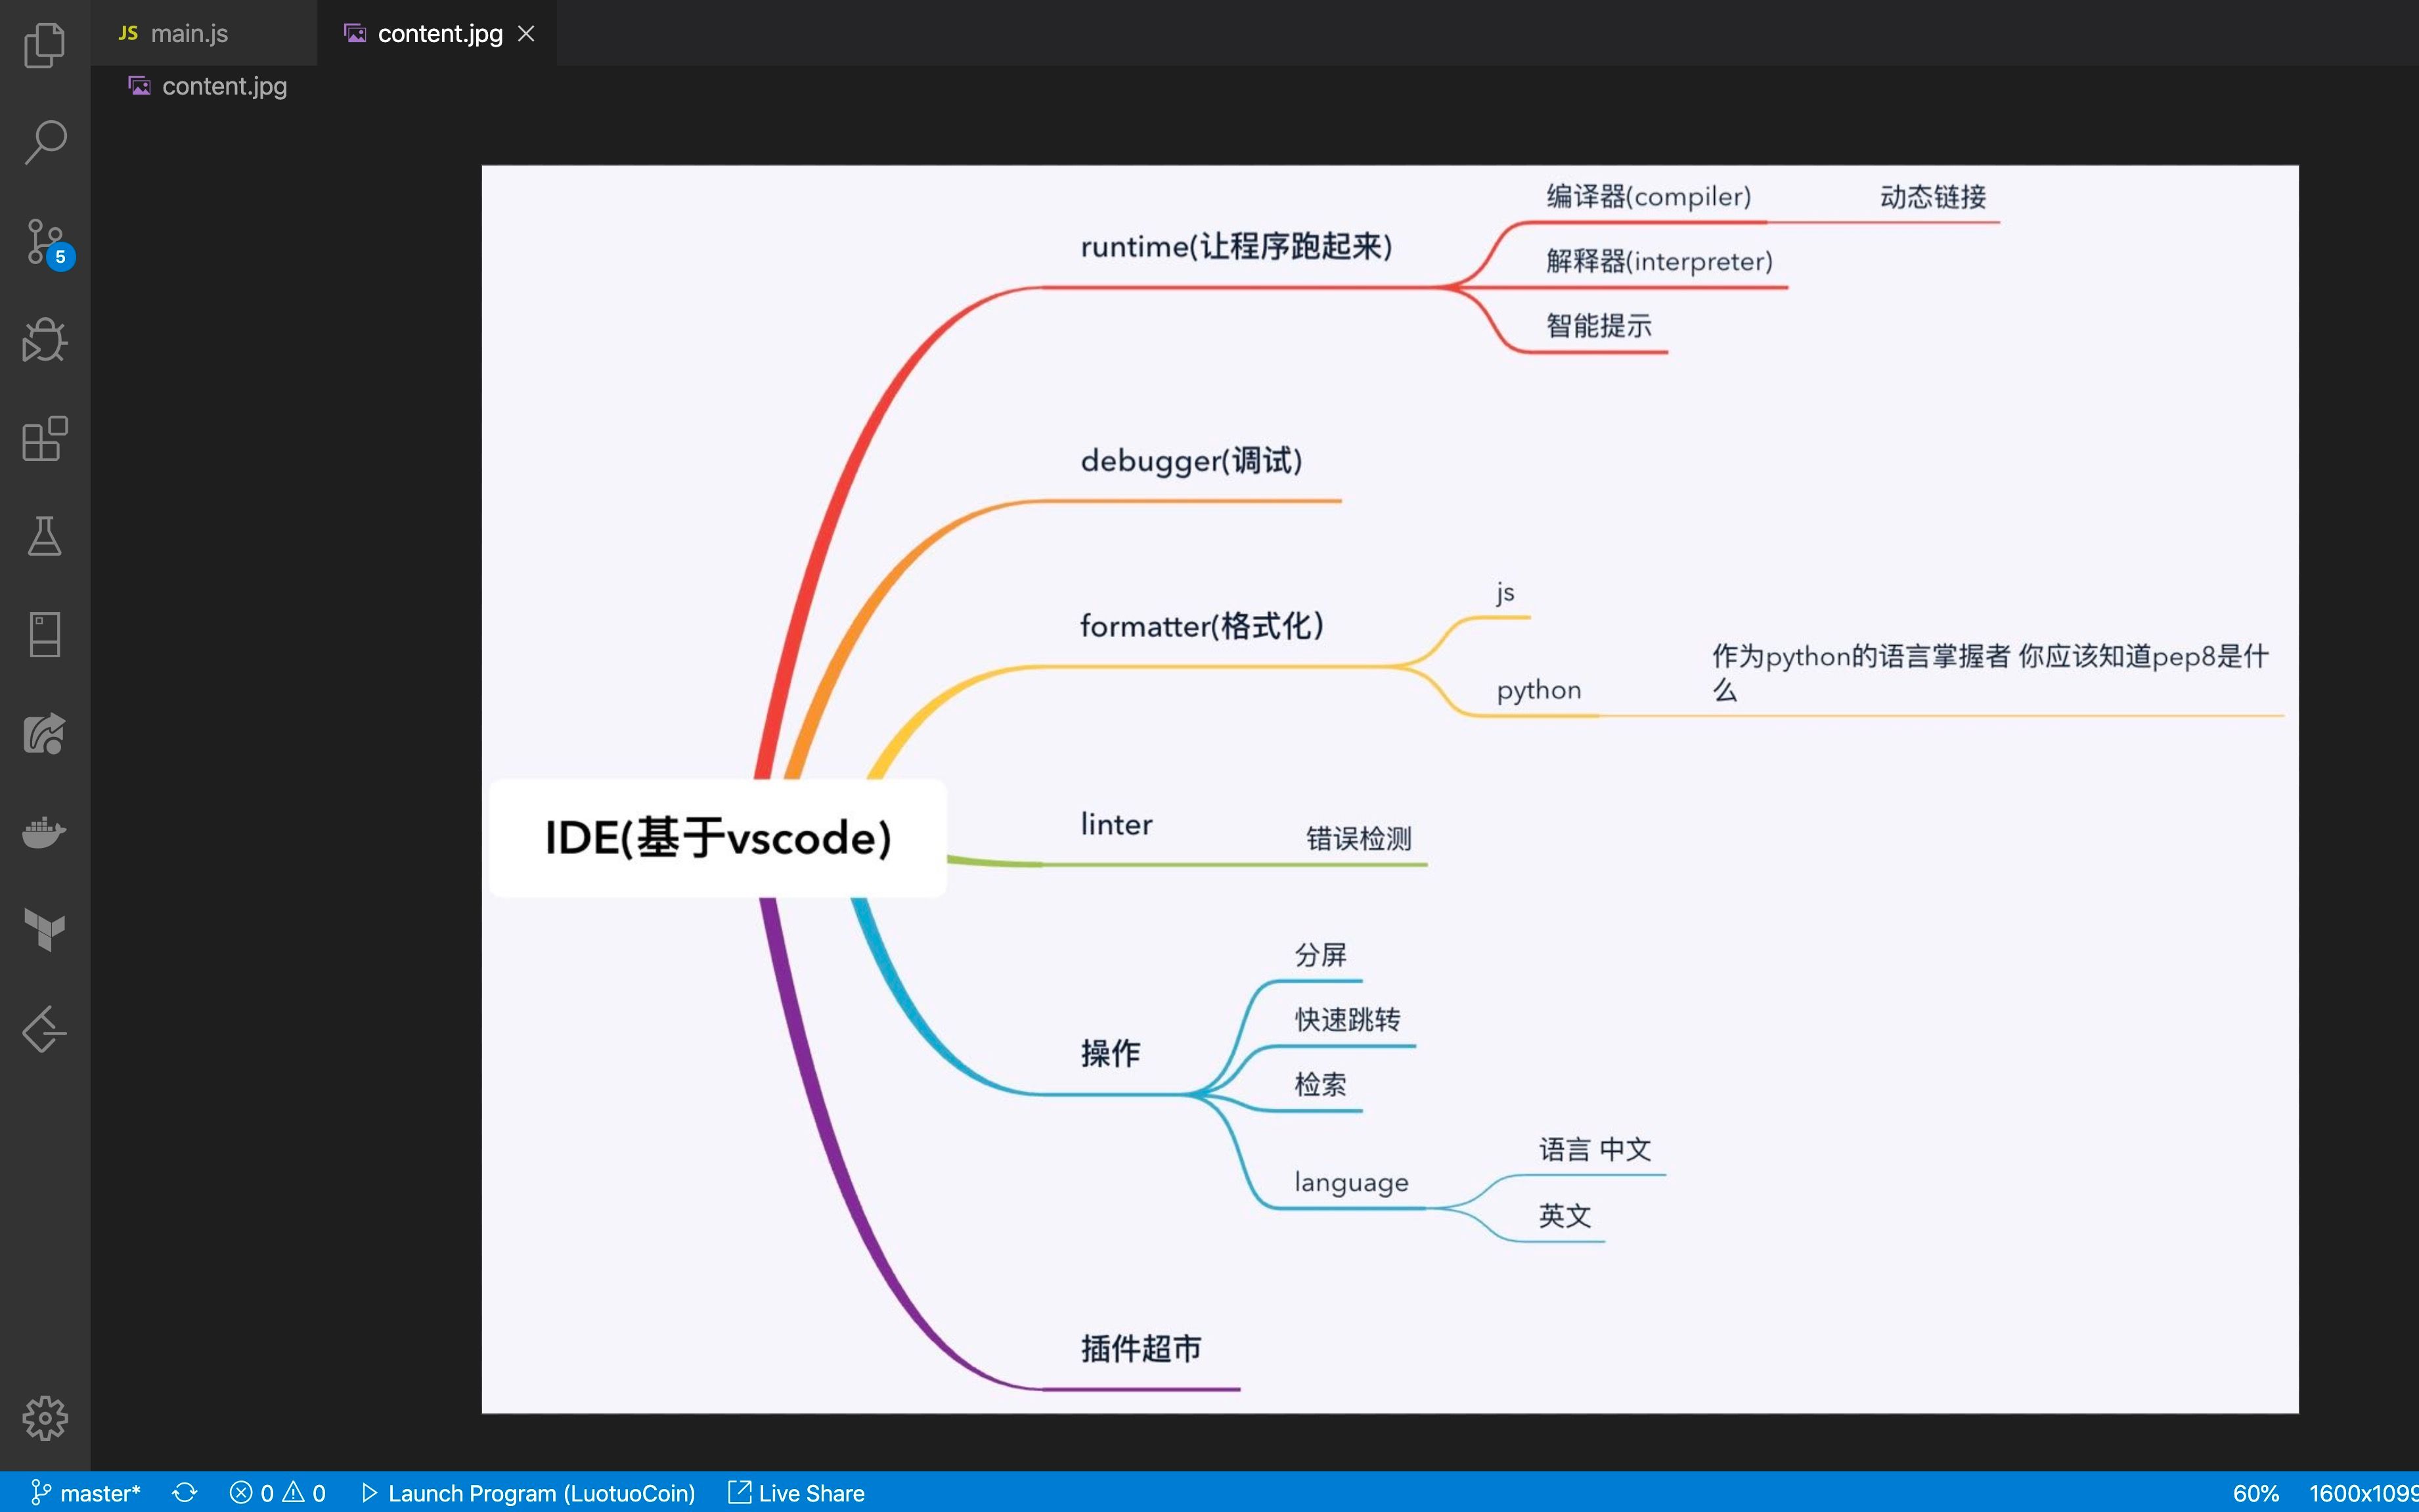 JS main.js
content.jpg
content.jpg
5
编译器(compiler)
动态链接
runtime(让程序跑起来)
解释器(interpreter)
智能提示
debugger(调试)
js
formatter(格式化)
作为python的语言掌握者 你应该知道pep8是什
么
python
IDE(基于vscode)
linter
错误检测
分屏
快速跳转
操作
检索
语言 中文
language
英文
插件超市
master* 0 0 Launch Program (LuotuoCoin) Live Share 60% 1600x1099